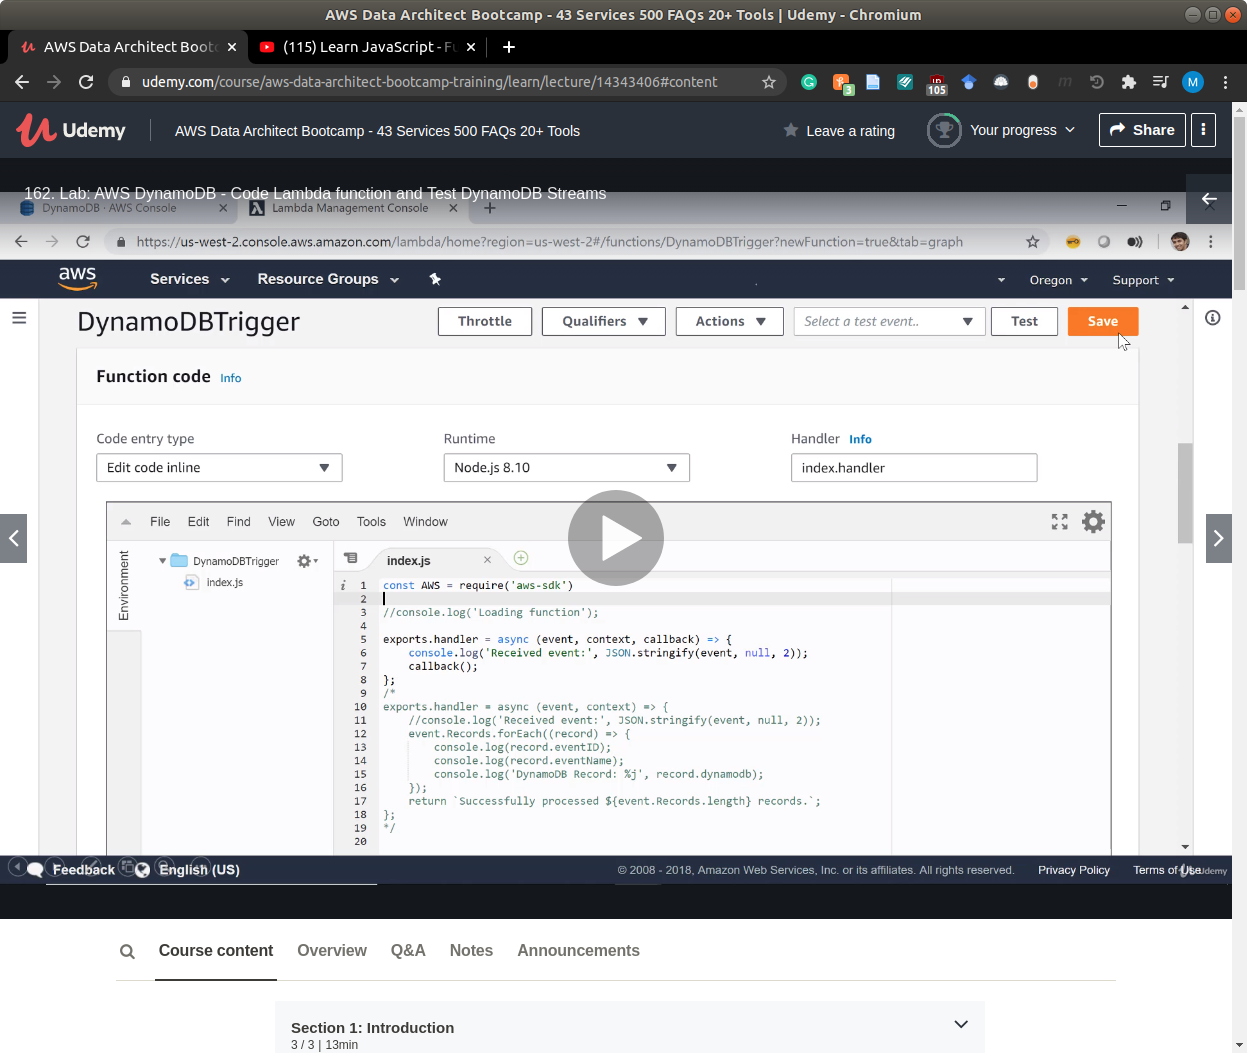 AWS Data Architect Bootcamp - 43 Services 500 FAQs 20+ Tools | Udemy - Chromium
AWS Data Architect Bootc
(115) Learn JavaScript - Fu
udemy.com/course/aws-data-architect-bootcamp-training/learn/lecture/14343406#content
3
105
M
Udemy
AWS Data Architect Bootcamp - 43 Services 500 FAQs 20+ Tools
Leave a rating
Your progress
Share
162. Lab: AWS DynamoDB - Code Lambda function and Test DynamoDB Streams
DynamoDB · AWS Console
Lambda Management Console
https://us-west-2.console.aws.amazon.com/lambda/home?region=us-west-2#/functions/DynamoDBTrigger?newFunction=true&tab=graph
aws
Services
Resource Groups
Oregon
Support
DynamoDBTrigger
Throttle
Qualifiers
Actions
Select a test event..
Test
Save
Function code Info
Code entry type
Runtime
Handler Info
Edit code inline
Node.js 8.10
index.handler
File Edit Find View Goto Tools Window
Environment
DynamoDBTrigger
index.js
index.js
1 const AWS = require('aws-sdk')
2
3 //console.log('Loading function');
4
5 exports.handler = async (event, context, callback) => {
6 console.log('Received event:', JSON.stringify(event, null, 2));
7 callback();
8 };
9 /*
10 exports.handler = async (event, context) => {
11 //console.log('Received event:', JSON.stringify(event, null, 2));
12 event.Records.forEach((record) => {
13 console.log(record.eventID);
14 console.log(record.eventName);
15 console.log('DynamoDB Record: %j', record.dynamodb);
16 });
17 return `Successfully processed ${event.Records.length} records.`;
18 };
19 */
20
Feedback
English (US)
© 2008 - 2018, Amazon Web Services, Inc. or its affiliates. All rights reserved.
Privacy Policy
Terms of Use
Udemy
Course content
Overview
Q&A
Notes
Announcements
Section 1: Introduction
3 / 3 | 13min